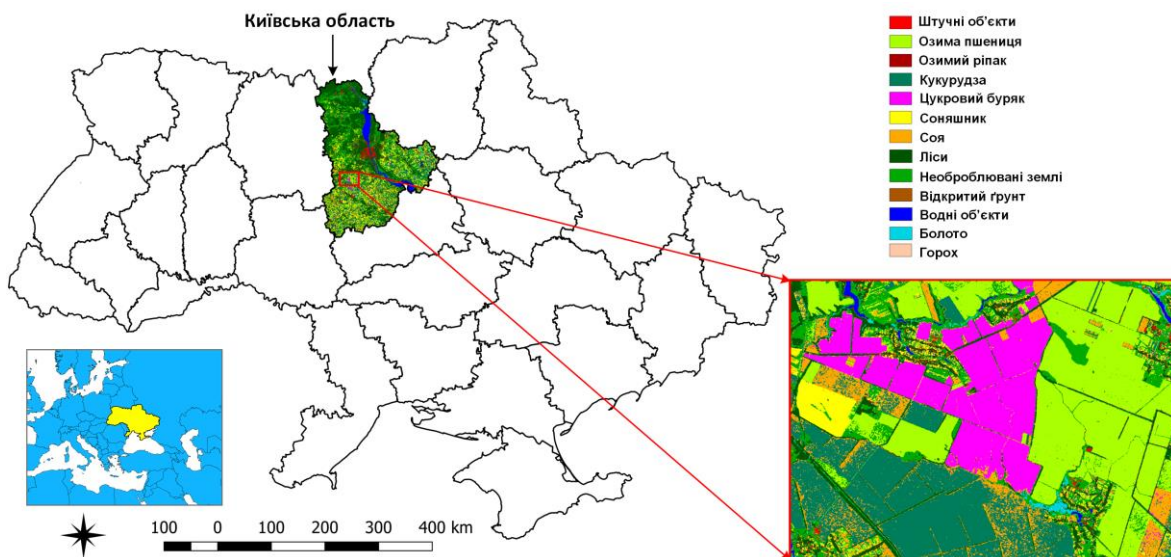 Київська область
Штучні об'єкти
Озима пшениця
Озимий ріпак
Кукурудза
Цукровий буряк
Соняшник
Соя
Ліси
Необроблювані землі
Відкритий ґрунт
Водні об'єкти
Болото
Горох
100 0 100 200 300 400 km